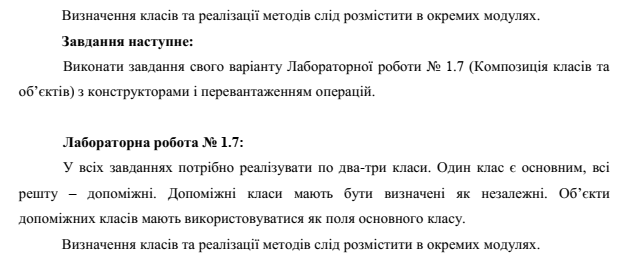 Визначення класів та реалізації методів слід розмістити в окремих модулях.
Завдання наступне:
Виконати завдання свого варіанту Лабораторної роботи № 1.7 (Композиція класів та
об’єктів) з конструкторами і перевантаженням операцій.
Лабораторна робота № 1.7:
У всіх завданнях потрібно реалізувати по два-три класи. Один клас є основним, всі
решту – допоміжні. Допоміжні класи мають бути визначені як незалежні. Об’єкти
допоміжних класів мають використовуватися як поля основного класу.
Визначення класів та реалізації методів слід розмістити в окремих модулях.